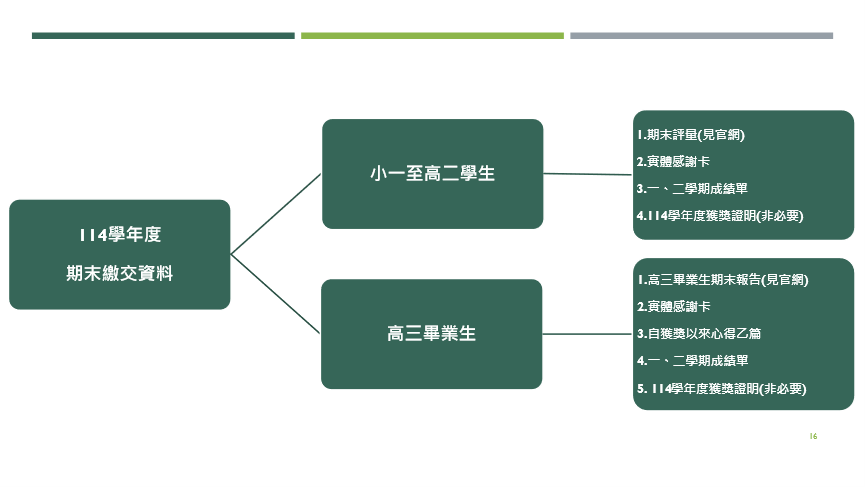 114學年度
期末繳交資料
小一至高二學生
1.期末評量(見官網)
2.實體感謝卡
3.一、二學期成績單
4.114學年度獲獎證明(非必要)
高三畢業生
1.高三畢業生期末報告(見官網)
2.實體感謝卡
3.自獲獎以來心得乙篇
4.一、二學期成績單
5. 114學年度獲獎證明(非必要)
16